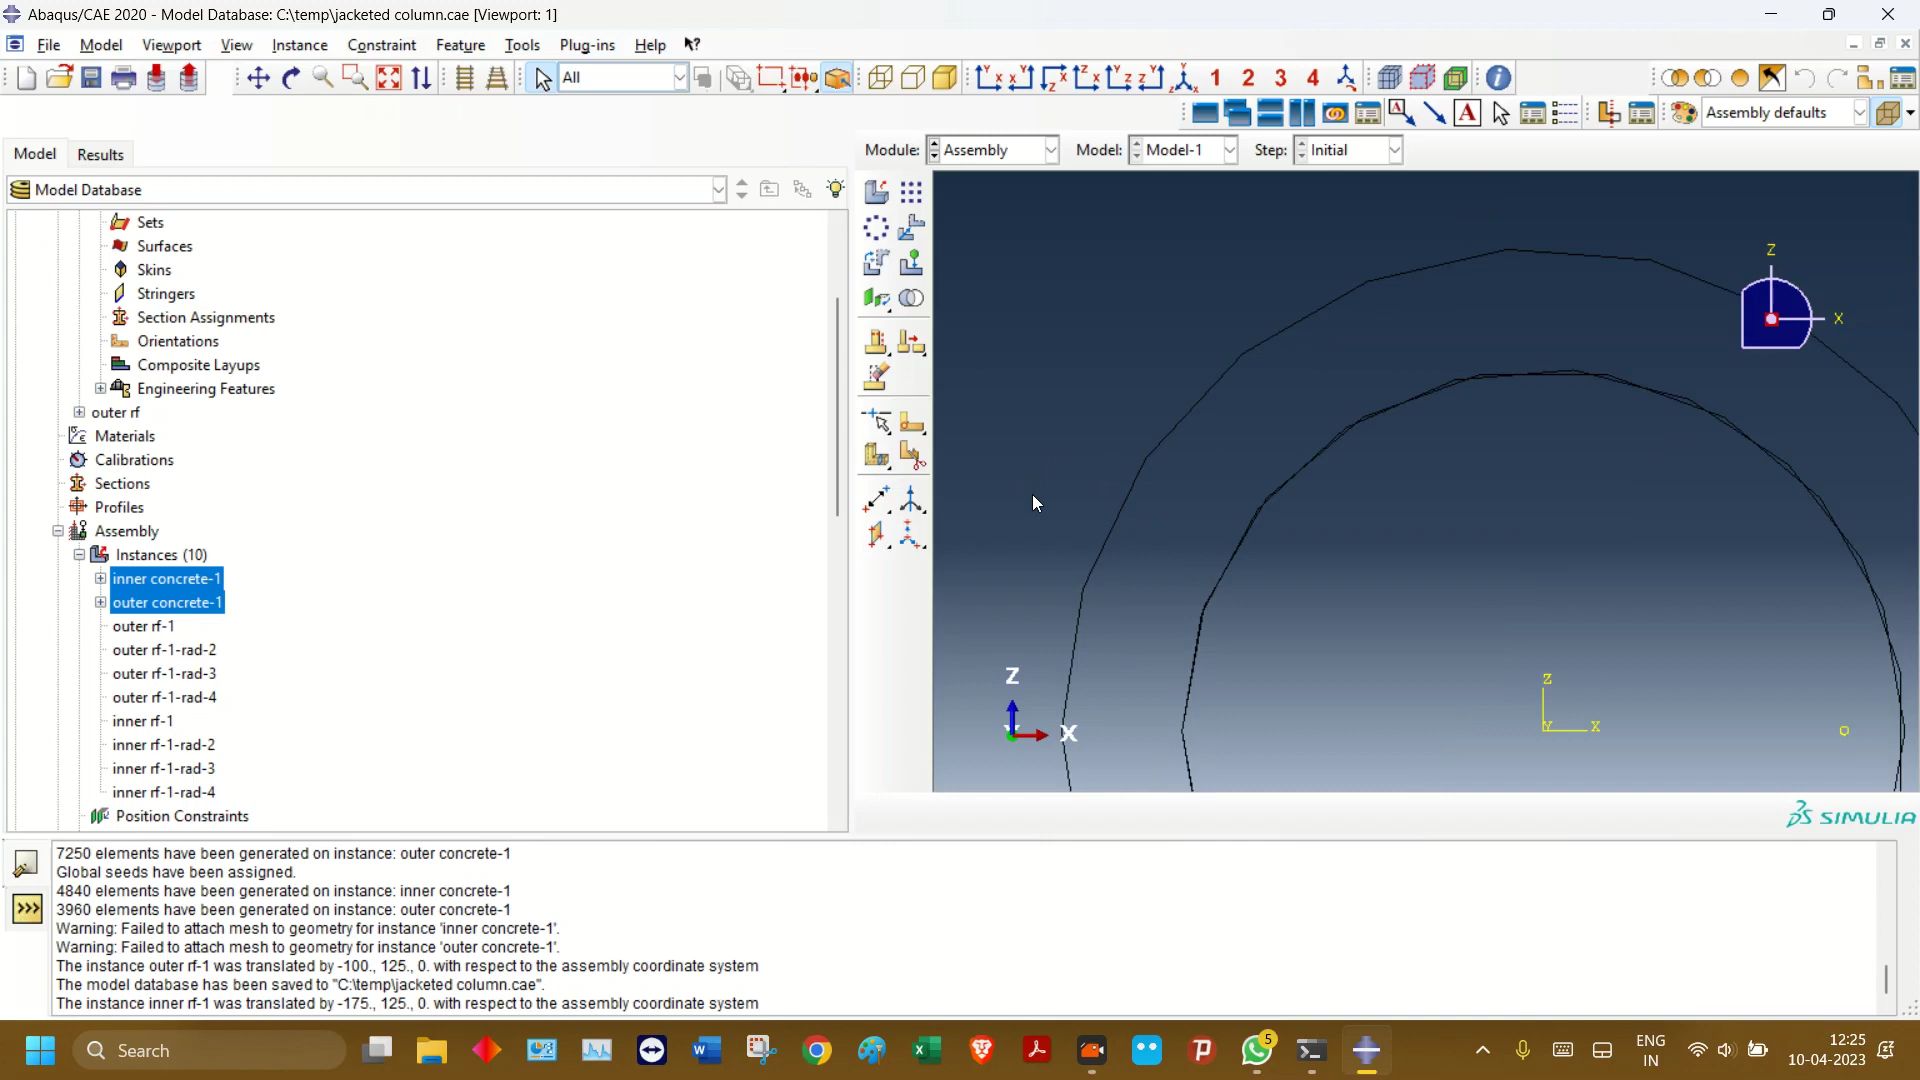 Abaqus/CAE 2020 - Model Database: C:\temp\jacketed column.cae [Viewport: 1]
File Model Viewport View Instance Constraint Feature Tools Plug-ins Help
All
1 2 3 4
Assembly defaults
Model Results
Module: Assembly Model: Model-1 Step: Initial
Model Database
Sets
Surfaces
Skins
Stringers
Section Assignments
Orientations
Composite Layups
Engineering Features
outer rf
Materials
Calibrations
Sections
Profiles
Assembly
Instances (10)
inner concrete-1
outer concrete-1
outer rf-1
outer rf-1-rad-2
outer rf-1-rad-3
outer rf-1-rad-4
inner rf-1
inner rf-1-rad-2
inner rf-1-rad-3
inner rf-1-rad-4
Position Constraints
Z
X
Z
X
Z
Y X
SIMULIA
7250 elements have been generated on instance: outer concrete-1
Global seeds have been assigned.
4840 elements have been generated on instance: inner concrete-1
3960 elements have been generated on instance: outer concrete-1
Warning: Failed to attach mesh to geometry for instance 'inner concrete-1'.
Warning: Failed to attach mesh to geometry for instance 'outer concrete-1'.
The instance outer rf-1 was translated by -100., 125., 0. with respect to the assembly coordinate system
The model database has been saved to "C:\temp\jacketed column.cae".
The instance inner rf-1 was translated by -175., 125., 0. with respect to the assembly coordinate system
>>>
Search
5
ENG
IN
12:25
10-04-2023